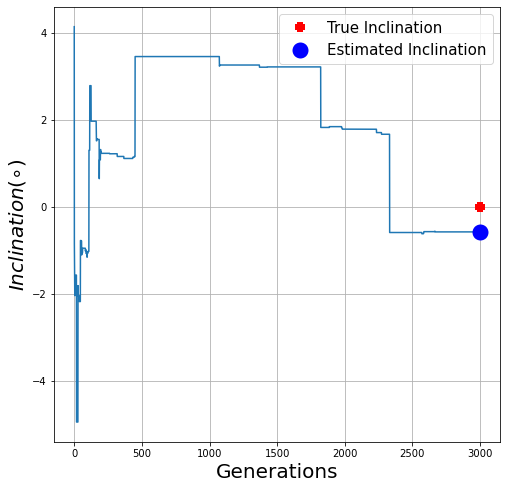 True Inclination
Estimated Inclination
4
2
0
−2
−4
Inclination(∘)
0 500 1000 1500 2000 2500 3000
Generations